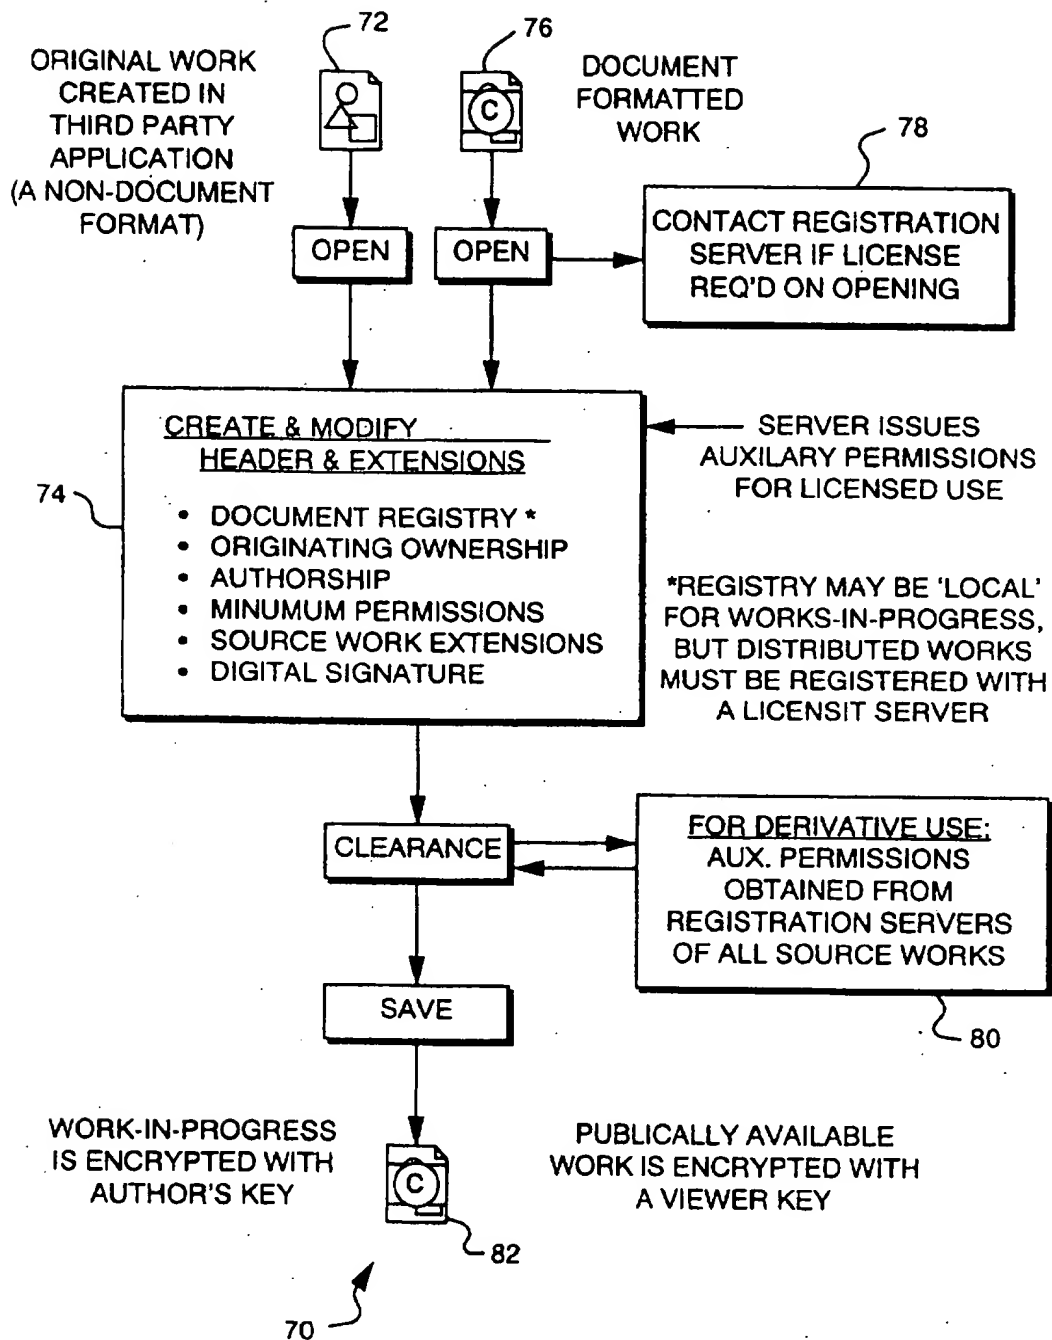 72
76
ORIGINAL WORK
CREATED IN
THIRD PARTY
APPLICATION
(A NON-DOCUMENT
FORMAT)
DOCUMENT
FORMATTED
WORK
C
78
OPEN
OPEN
CONTACT REGISTRATION
SERVER IF LICENSE
REQ'D ON OPENING
CREATE & MODIFY
HEADER & EXTENSIONS
• DOCUMENT REGISTRY *
• ORIGINATING OWNERSHIP
• AUTHORSHIP
• MINUMUM PERMISSIONS
• SOURCE WORK EXTENSIONS
• DIGITAL SIGNATURE
74
SERVER ISSUES
AUXILARY PERMISSIONS
FOR LICENSED USE
*REGISTRY MAY BE 'LOCAL'
FOR WORKS-IN-PROGRESS,
BUT DISTRIBUTED WORKS
MUST BE REGISTERED WITH
A LICENSIT SERVER
CLEARANCE
FOR DERIVATIVE USE:
AUX. PERMISSIONS
OBTAINED FROM
REGISTRATION SERVERS
OF ALL SOURCE WORKS
80
SAVE
WORK-IN-PROGRESS
IS ENCRYPTED WITH
AUTHOR'S KEY
C
82
PUBLICALLY AVAILABLE
WORK IS ENCRYPTED WITH
A VIEWER KEY
70